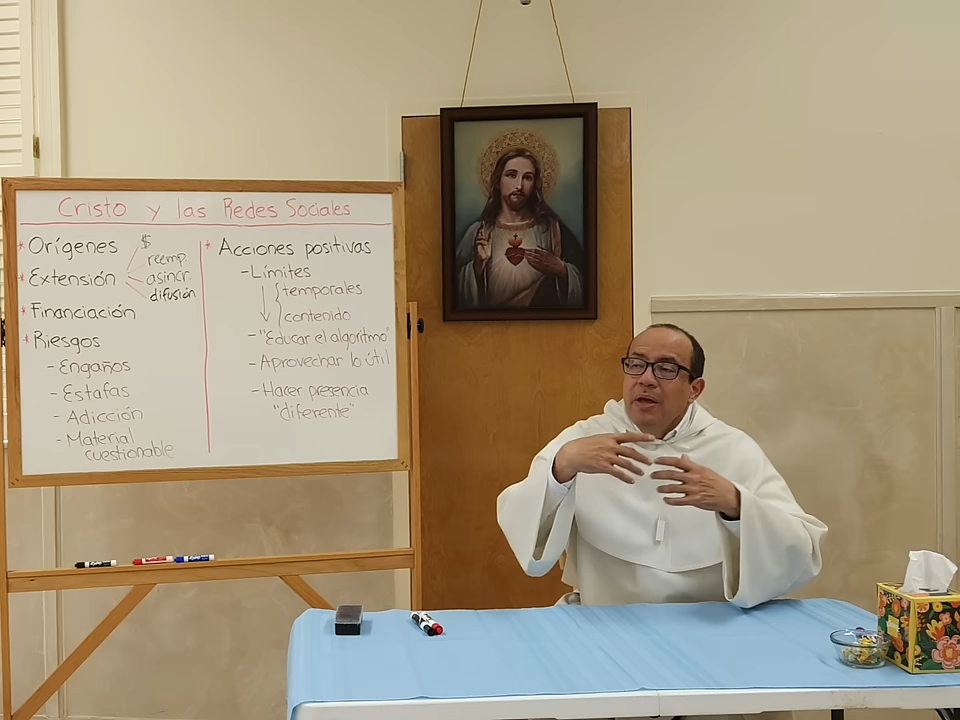 Cristo y las Redes Sociales
* Orígenes
* Extensión
$
reemp.
asincr.
difusión
* Financiación
* Riesgos
- Engaños
- Estafas
- Adicción
- Material
cuestionable
* Acciones positivas
- Límites
temporales
contenido
- "Educar el algoritmo"
- Aprovechar lo útil
- Hacer presencia
"diferente"